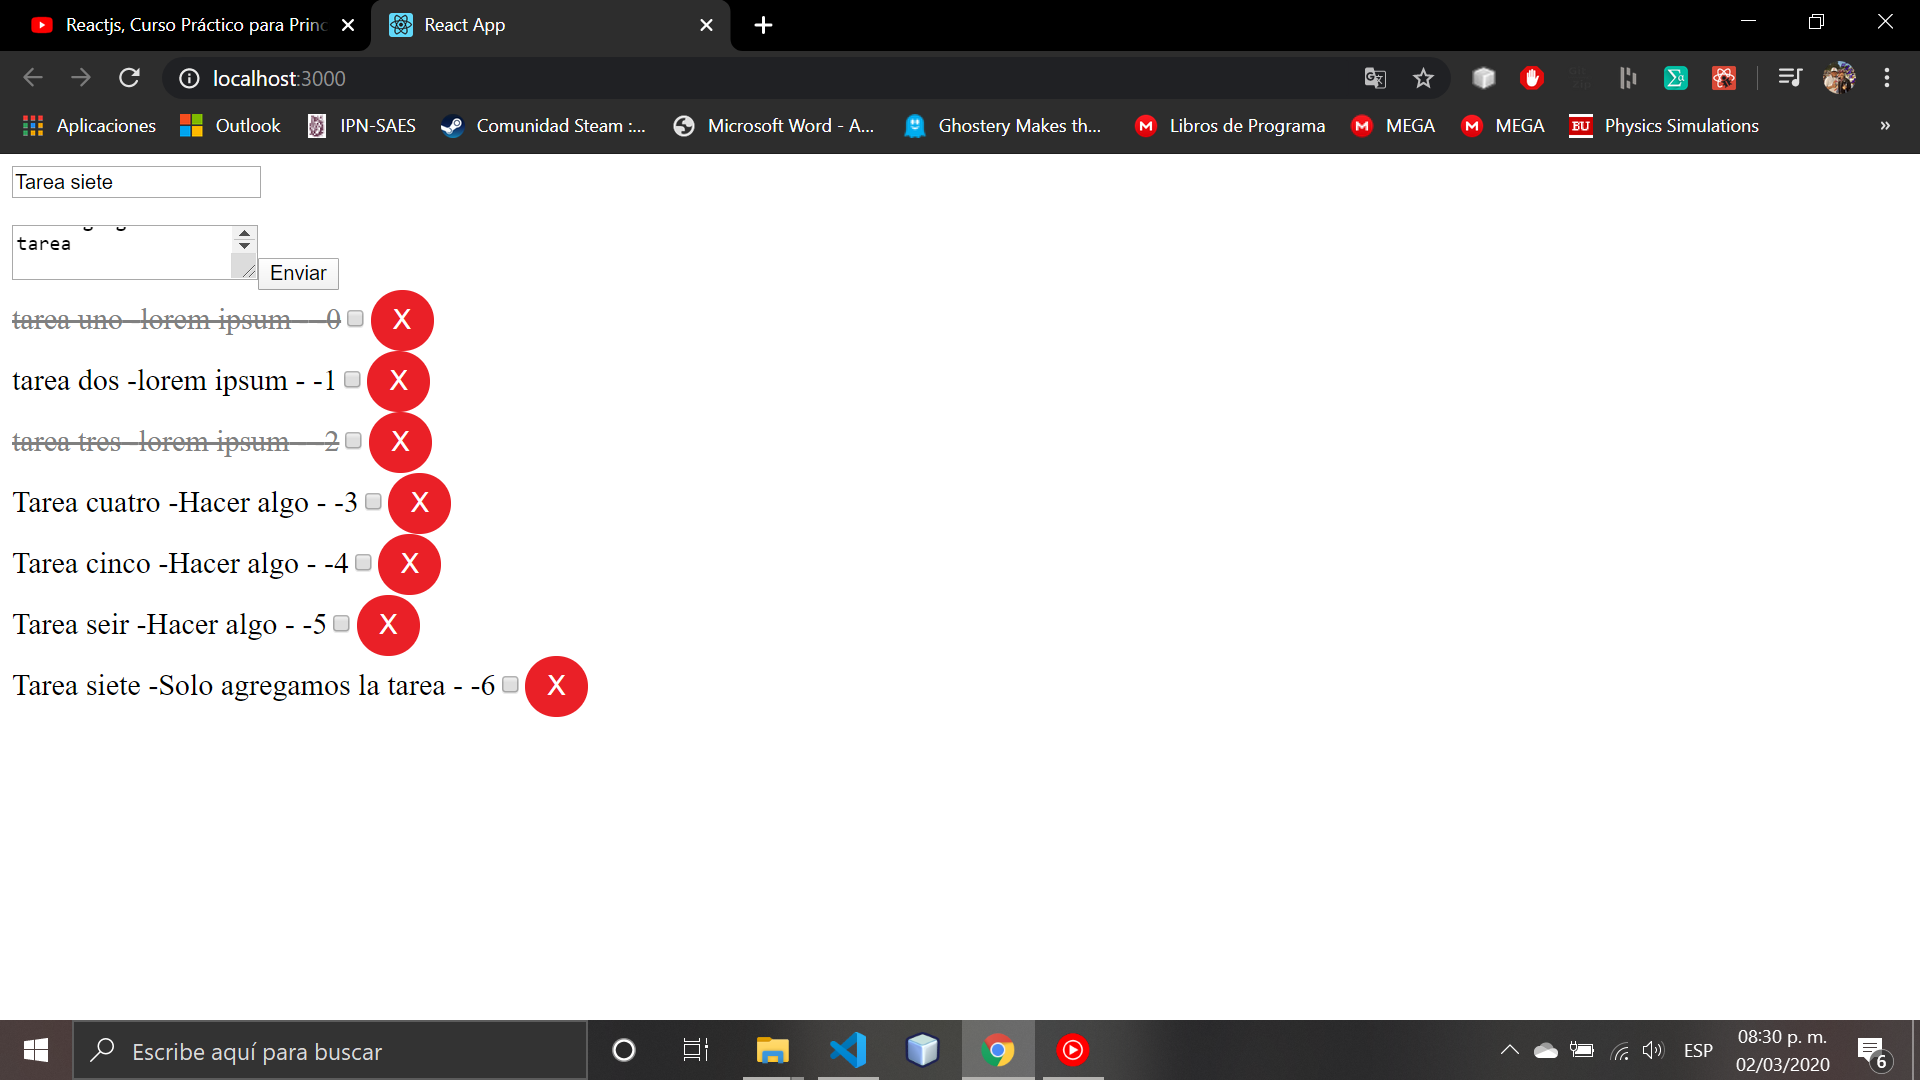 Reactjs, Curso Práctico para Princ
React App
localhost:3000
Aplicaciones
Outlook
IPN-SAES
Comunidad Steam :...
Microsoft Word - A...
Ghostery Makes th...
Libros de Programa
MEGA
MEGA
BU Physics Simulations
»
Tarea siete
tarea
Enviar
tarea uno -lorem ipsum - -0 X
tarea dos -lorem ipsum - -1 X
tarea tres -lorem ipsum - -2 X
Tarea cuatro -Hacer algo - -3 X
Tarea cinco -Hacer algo - -4 X
Tarea seir -Hacer algo - -5 X
Tarea siete -Solo agregamos la tarea - -6 X
Escribe aquí para buscar
ESP
08:30 p. m.
02/03/2020
6